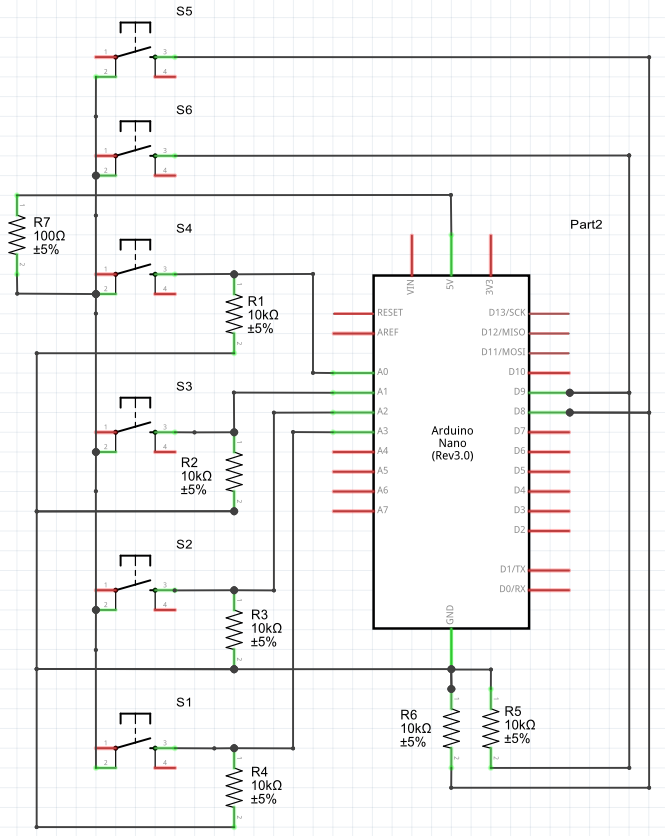 S5
1 3
2 4
S6
1 3
2 4
1
R7
100Ω
±5%
2
S4
1 3
2 4
1
R1
10kΩ
±5%
2
S3
1 3
2 4
1
R2
10kΩ
±5%
2
S2
1 3
2 4
1
R3
10kΩ
±5%
2
S1
1 3
2 4
1
R4
10kΩ
±5%
2
Part2
VIN 5V 3V3
RESET D13/SCK
AREF D12/MISO
D11/MOSI
A0 D10
A1 D9
A2 D8
A3 D7
A4 D6
A5 D5
A6 D4
A7 D3
D2
D1/TX
D0/RX
Arduino
Nano
(Rev3.0)
GND
1
R6
10kΩ
±5%
2
1
R5
10kΩ
±5%
2